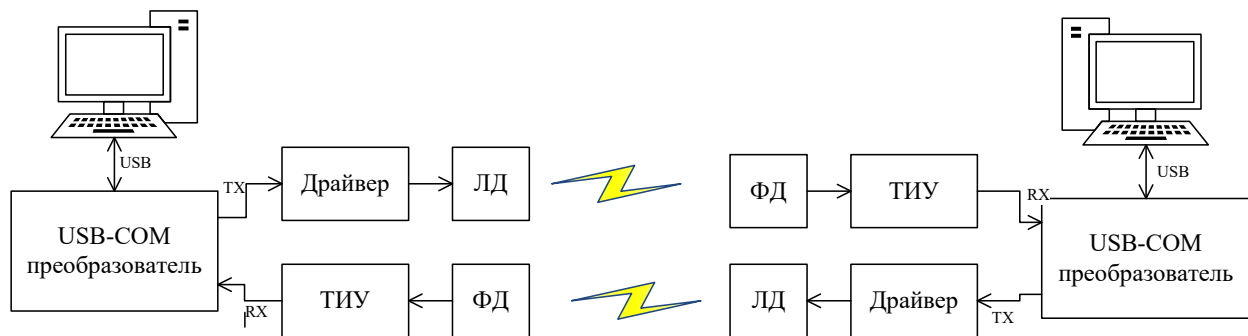 USB
USB
TX
Драйвер
ЛД
ФД
ТИУ
RX
USB-COM
преобразователь
USB-COM
преобразователь
RX
ТИУ
ФД
ЛД
Драйвер
TX